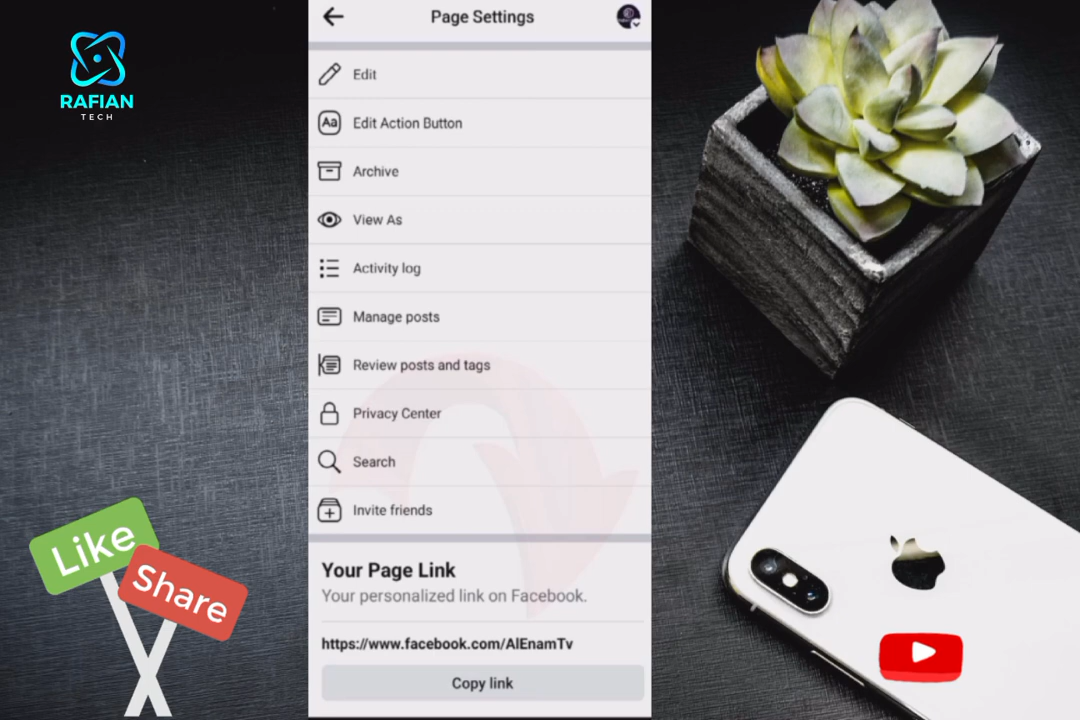 Page Settings
RAFIAN
TECH
Edit
Aa
Edit Action Button
Archive
View As
Activity log
Manage posts
Review posts and tags
Privacy Center
Search
Invite friends
Like
Share
Your Page Link
Your personalized link on Facebook.
https://www.facebook.com/AlEnamTv
Copy link